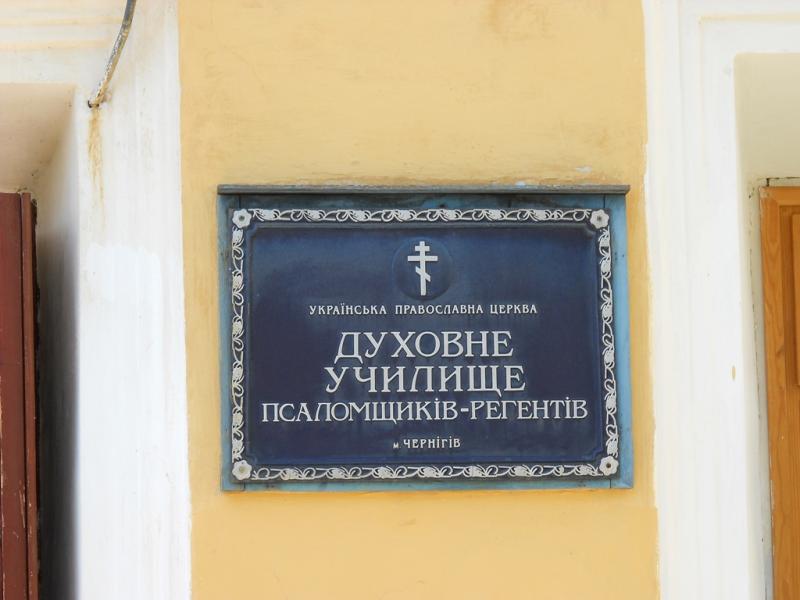 УКРАЇНСЬКА ПРАВОСЛАВНА ЦЕРКВА
ДУХОВНЕ
УЧИЛИЩЕ
ПСАЛОМЩИКІВ-РЕГЕНТІВ
м. ЧЕРНІГІВ